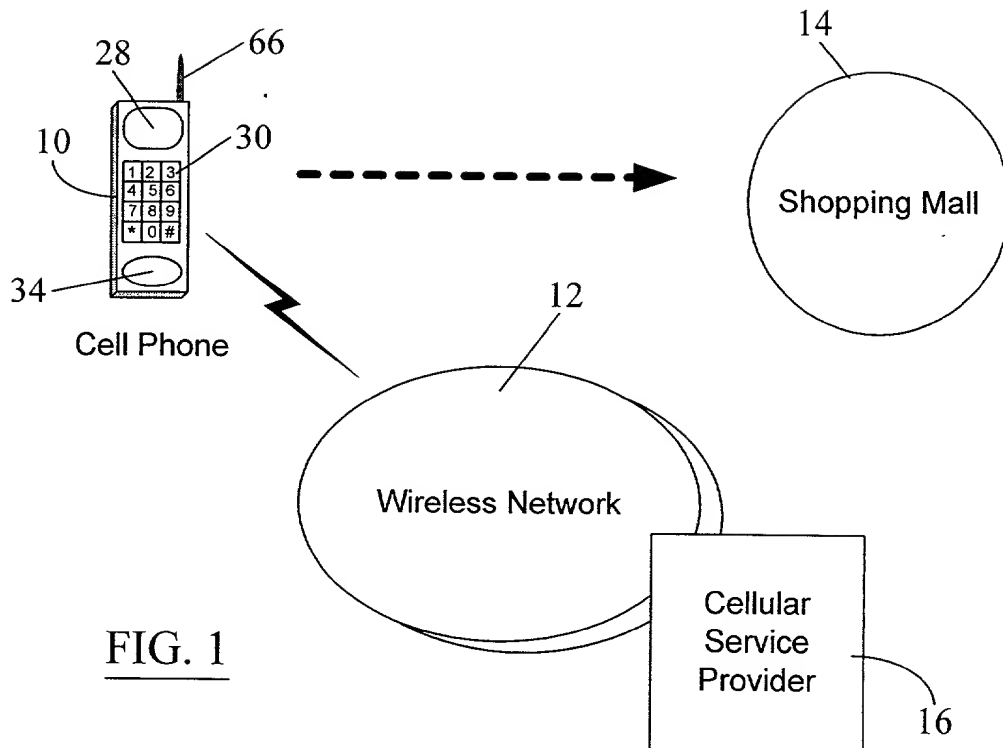 66
14
28
10
30
1 2 3
4 5 6
7 8 9
* 0 #
Shopping Mall
34
12
Cell Phone
Wireless Network
Cellular
Service
Provider
FIG. 1
16